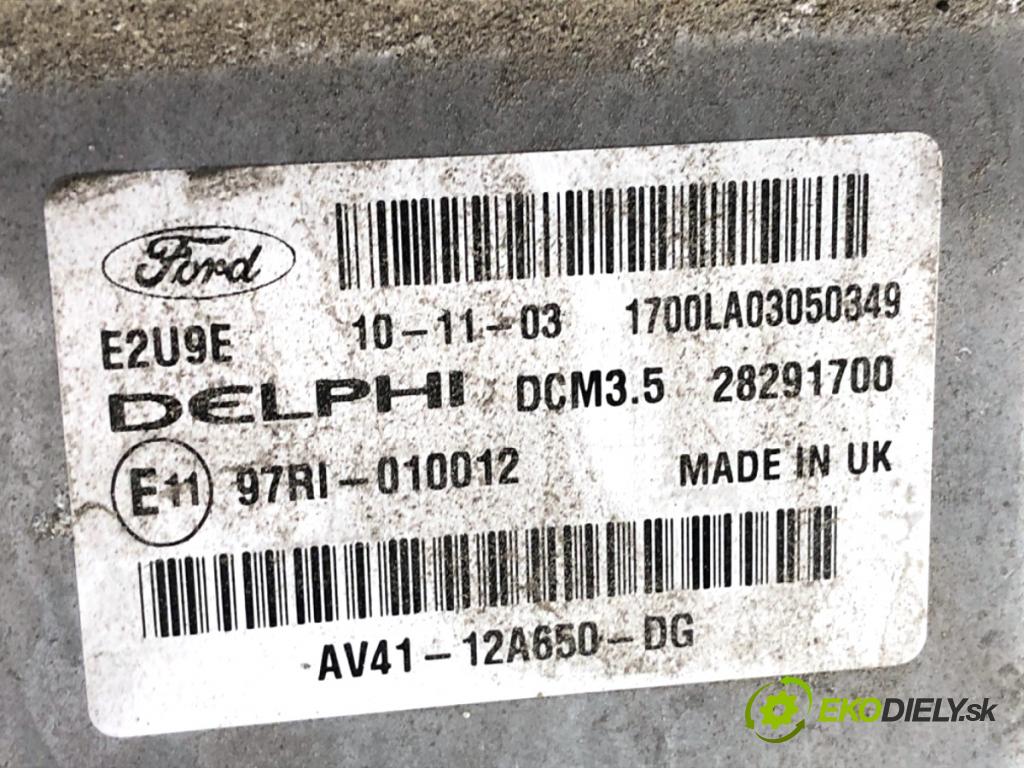 Ford
E2U9E 10-11-03 1700LA03050349
DELPHI DCM3.5 28291700
E11 97RI-010012 MADE IN UK
AV41-12A650-DG
EKODIELY.sk